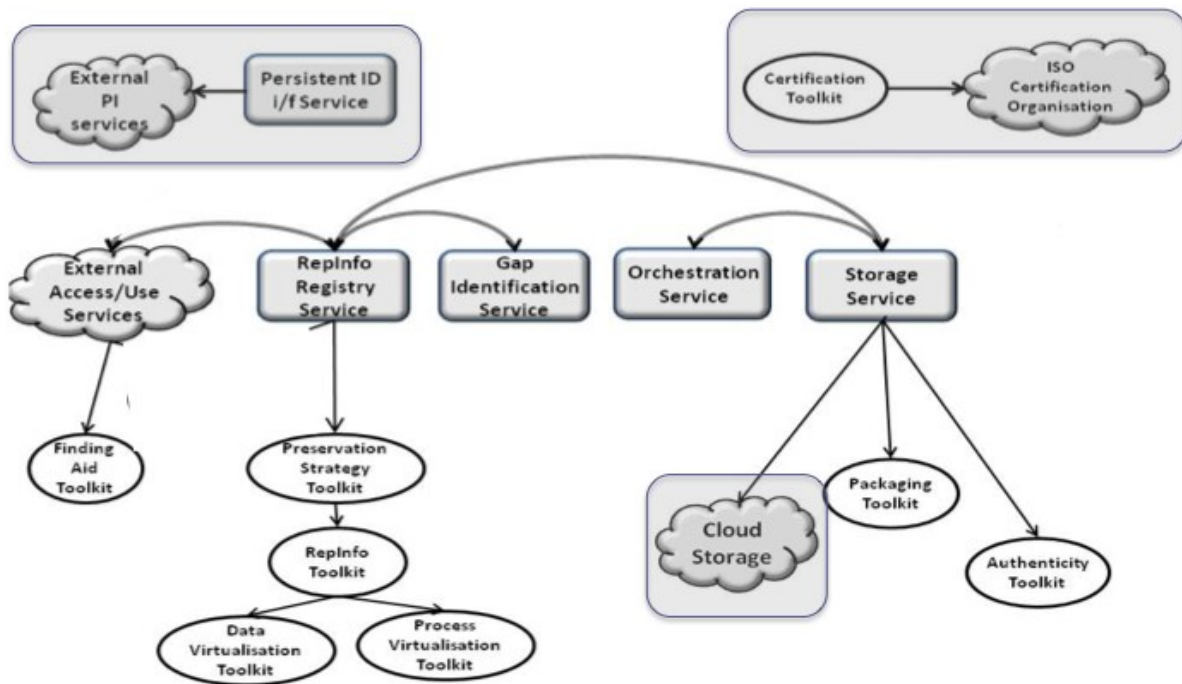 External
PI
services
Persistent ID
i/f Service
Certification
Toolkit
ISO
Certification
Organisation
External
Access/Use
Services
RepInfo
Registry
Service
Gap
Identification
Service
Orchestration
Service
Storage
Service
Finding
Aid
Toolkit
Preservation
Strategy
Toolkit
RepInfo
Toolkit
Data
Virtualisation
Toolkit
Process
Virtualisation
Toolkit
Cloud
Storage
Packaging
Toolkit
Authenticity
Toolkit